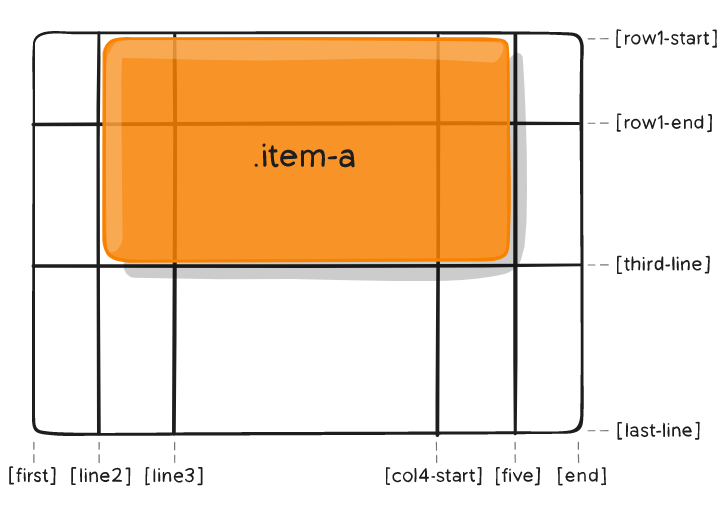 [row1-start]
[row1-end]
.item-a
[third-line]
[last-line]
[first] [line2] [line3] [col4-start] [five] [end]